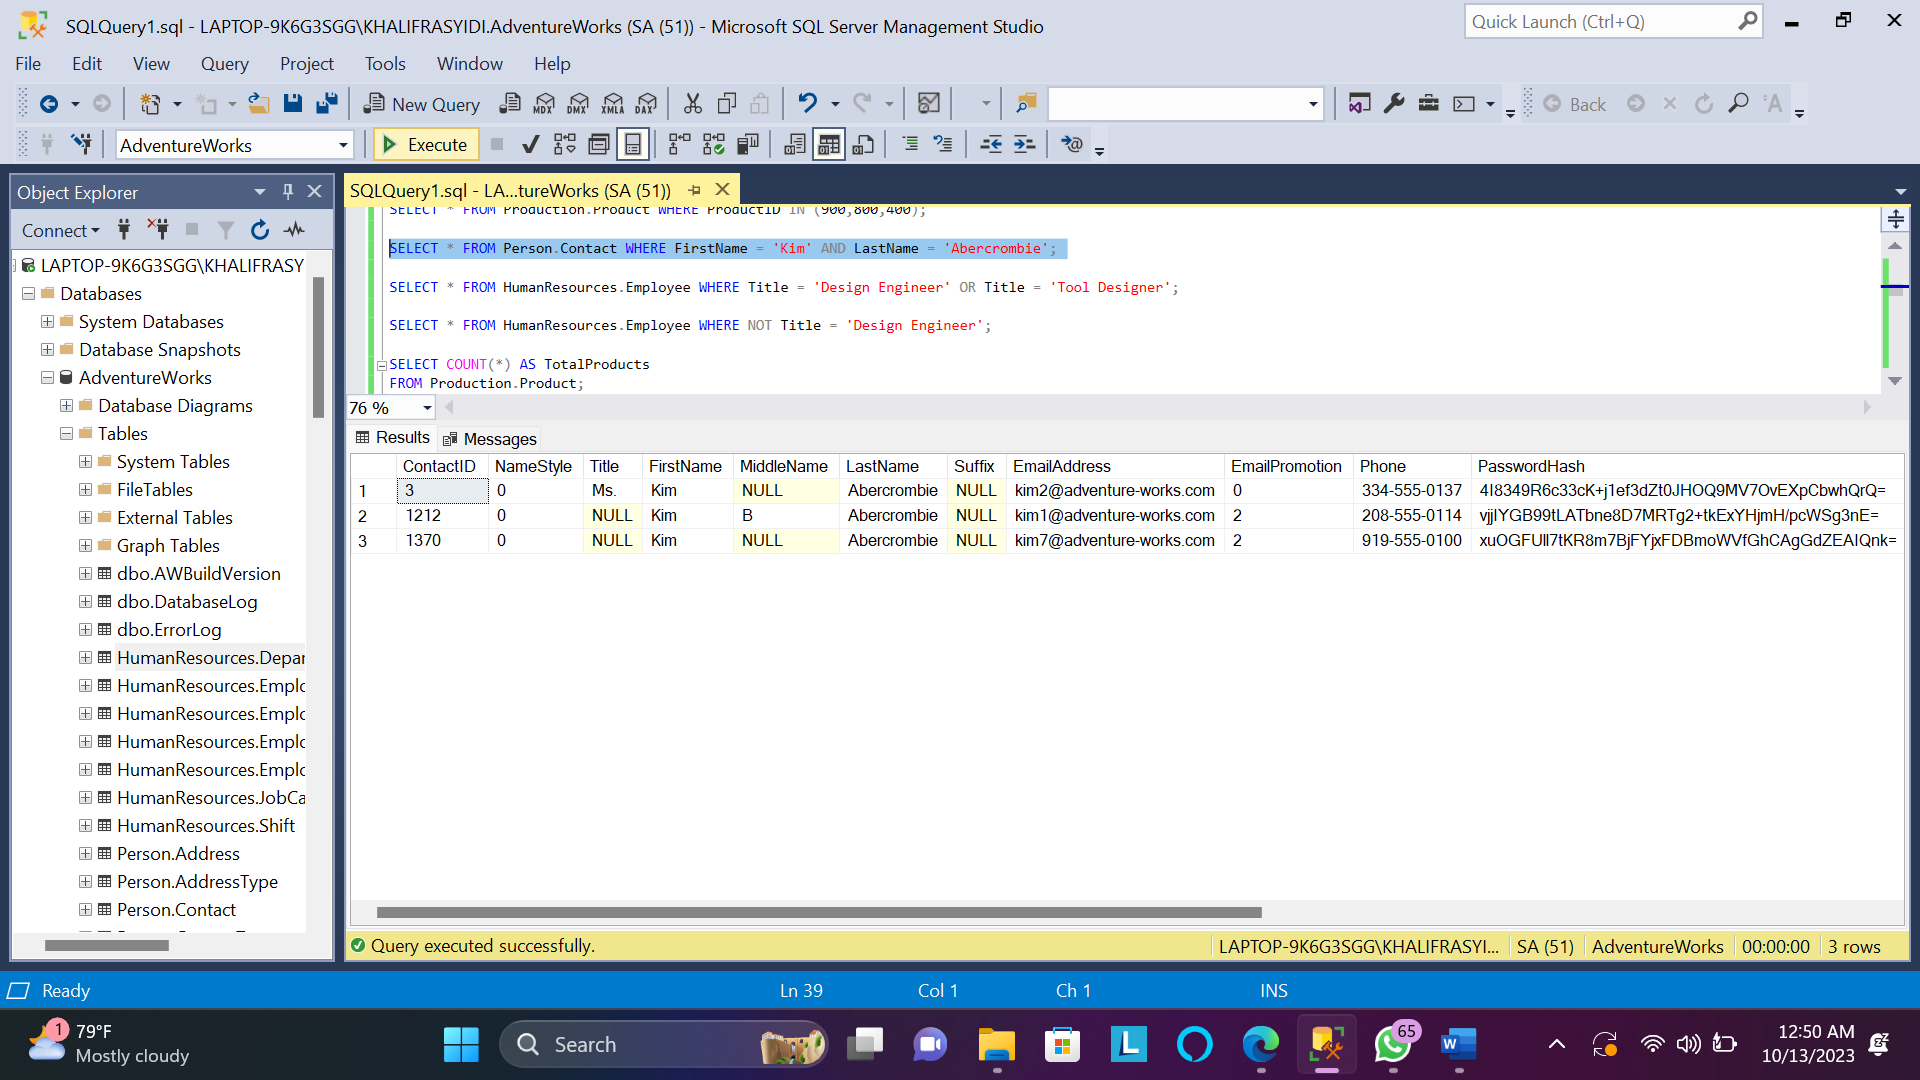 SQLQuery1.sql - LAPTOP-9K6G3SGG\KHALIFRASYIDI.AdventureWorks (SA (51)) - Microsoft SQL Server Management Studio
Quick Launch (Ctrl+Q)
File Edit View Query Project Tools Window Help
New Query MDX DMX XMLA DAX Back
AdventureWorks Execute
Object Explorer
Connect
LAPTOP-9K6G3SGG\KHALIFRASY
Databases
System Databases
Database Snapshots
AdventureWorks
Database Diagrams
Tables
System Tables
FileTables
External Tables
Graph Tables
dbo.AWBuildVersion
dbo.DatabaseLog
dbo.ErrorLog
HumanResources.Depar
HumanResources.Emplo
HumanResources.Emplo
HumanResources.Emplo
HumanResources.Emplo
HumanResources.JobCa
HumanResources.Shift
Person.Address
Person.AddressType
Person.Contact
SQLQuery1.sql - LA...tureWorks (SA (51))
SELECT * FROM Production.Product WHERE ProductID IN (900,800,400);
SELECT * FROM Person.Contact WHERE FirstName = 'Kim' AND LastName = 'Abercrombie';
SELECT * FROM HumanResources.Employee WHERE Title = 'Design Engineer' OR Title = 'Tool Designer';
SELECT * FROM HumanResources.Employee WHERE NOT Title = 'Design Engineer';
SELECT COUNT(*) AS TotalProducts
FROM Production.Product;
76 %
Results Messages
ContactID NameStyle Title FirstName MiddleName LastName Suffix EmailAddress EmailPromotion Phone PasswordHash
1 3 0 Ms. Kim NULL Abercrombie NULL kim2@adventure-works.com 0 334-555-0137 4I8349R6c33cK+j1ef3dZt0JHOQ9MV7OvEXpCbwhQrQ=
2 1212 0 NULL Kim B Abercrombie NULL kim1@adventure-works.com 2 208-555-0114 vjjIYGB99tLATbne8D7MRTg2+tkExYHjmH/pcWSg3nE=
3 1370 0 NULL Kim NULL Abercrombie NULL kim7@adventure-works.com 2 919-555-0100 xuOGFUIl7tKR8m7BjFYjxFDBmoWVfGhCAgGdZEAIQnk=
Query executed successfully. LAPTOP-9K6G3SGG\KHALIFRASYI... SA (51) AdventureWorks 00:00:00 3 rows
Ready Ln 39 Col 1 Ch 1 INS
1 79°F
Mostly cloudy
Search
L
65
W
12:50 AM
10/13/2023